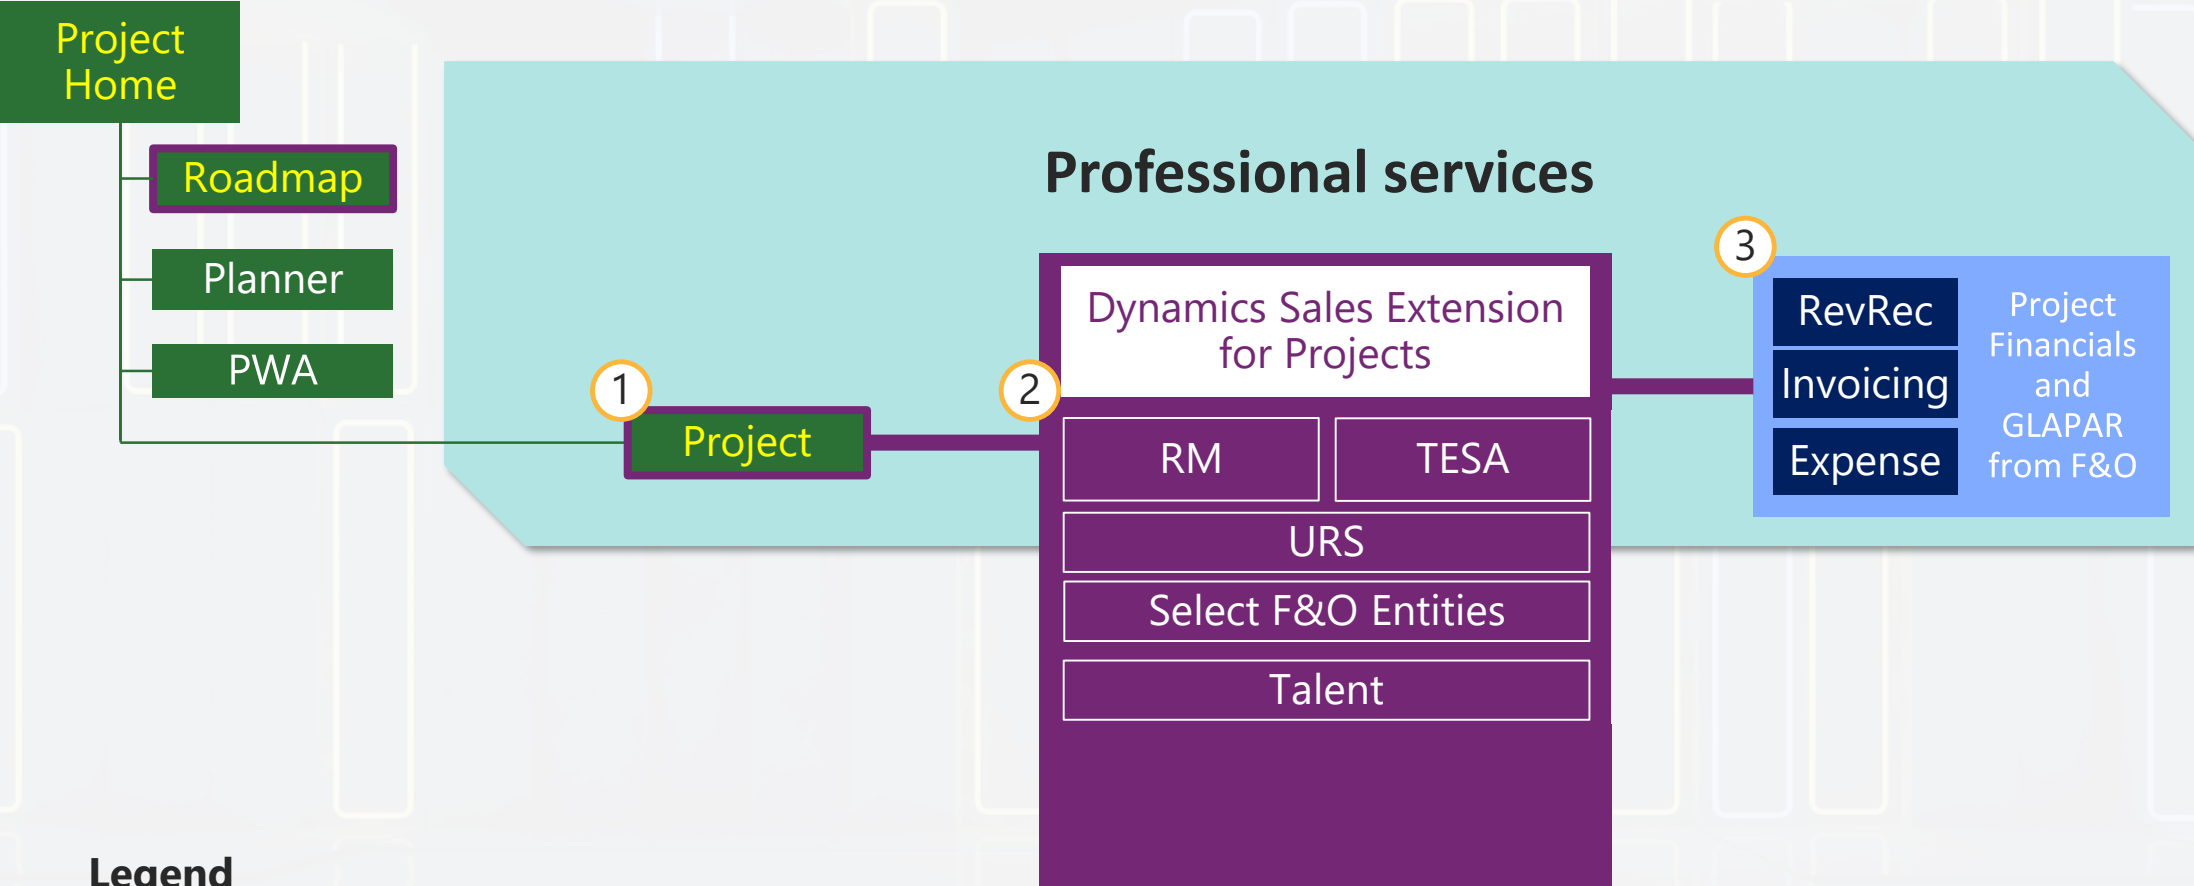 Project
Home
Roadmap
Planner
PWA
Professional services
1
Project
2
Dynamics Sales Extension
for Projects
RM
TESA
URS
Select F&O Entities
Talent
3
RevRec
Invoicing
Expense
Project
Financials
and
GLAPAR
from F&O
Legend